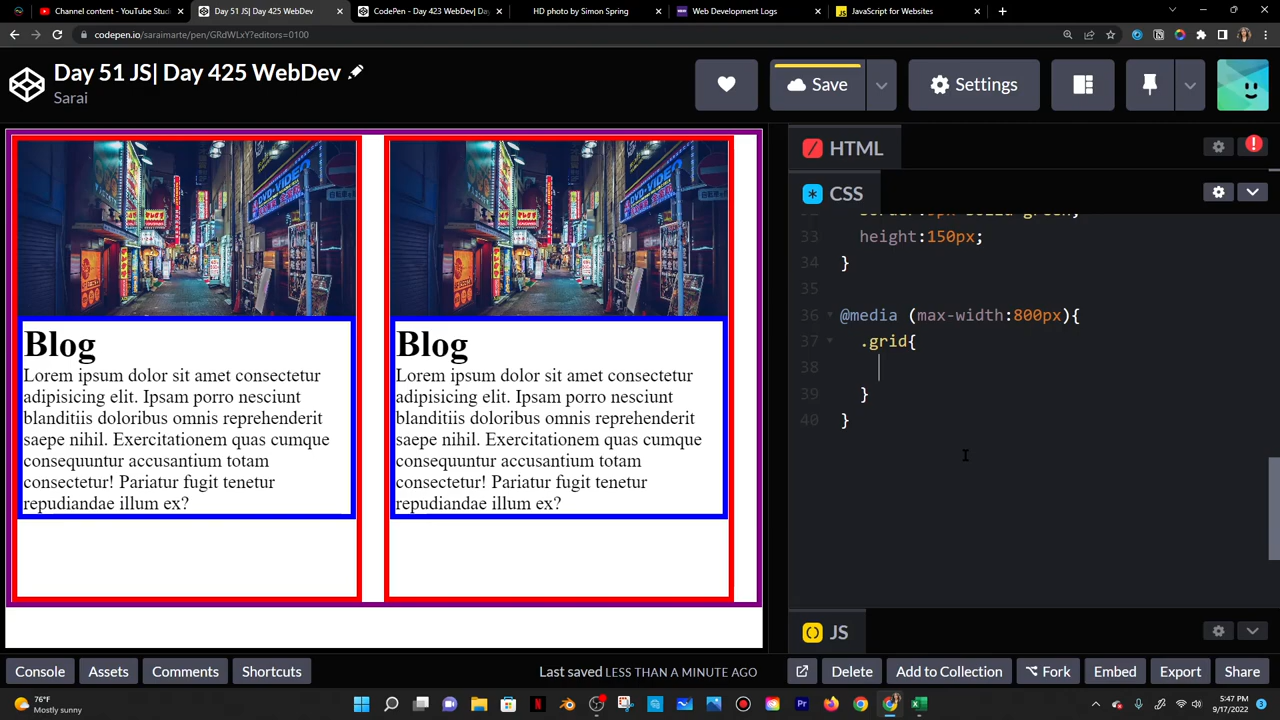 Channel content - YouTube Studi
Day 51 JS| Day 425 WebDev
CodePen - Day 423 WebDev| Da
HD photo by Simon Spring
Web Development Logs
JavaScript for Websites
codepen.io/saraimarte/pen/GRdWLxY?editors=0100
Day 51 JS| Day 425 WebDev
Sarai
Save
Settings
Blog
Lorem ipsum dolor sit amet consectetur
adipisicing elit. Ipsam porro nesciunt
blanditiis doloribus omnis reprehenderit
saepe nihil. Exercitationem quas cumque
consequuntur accusantium totam
consectetur! Pariatur fugit tenetur
repudiandae illum ex?
Blog
Lorem ipsum dolor sit amet consectetur
adipisicing elit. Ipsam porro nesciunt
blanditiis doloribus omnis reprehenderit
saepe nihil. Exercitationem quas cumque
consequuntur accusantium totam
consectetur! Pariatur fugit tenetur
repudiandae illum ex?
HTML
CSS
33 height:150px;
34 }
35
36 @media (max-width:800px){
37 .grid{
38
39 }
40 }
JS
Console
Assets
Comments
Shortcuts
Last saved LESS THAN A MINUTE AGO
Delete
Add to Collection
Fork
Embed
Export
Share
76°F
Mostly sunny
5:47 PM
9/17/2022